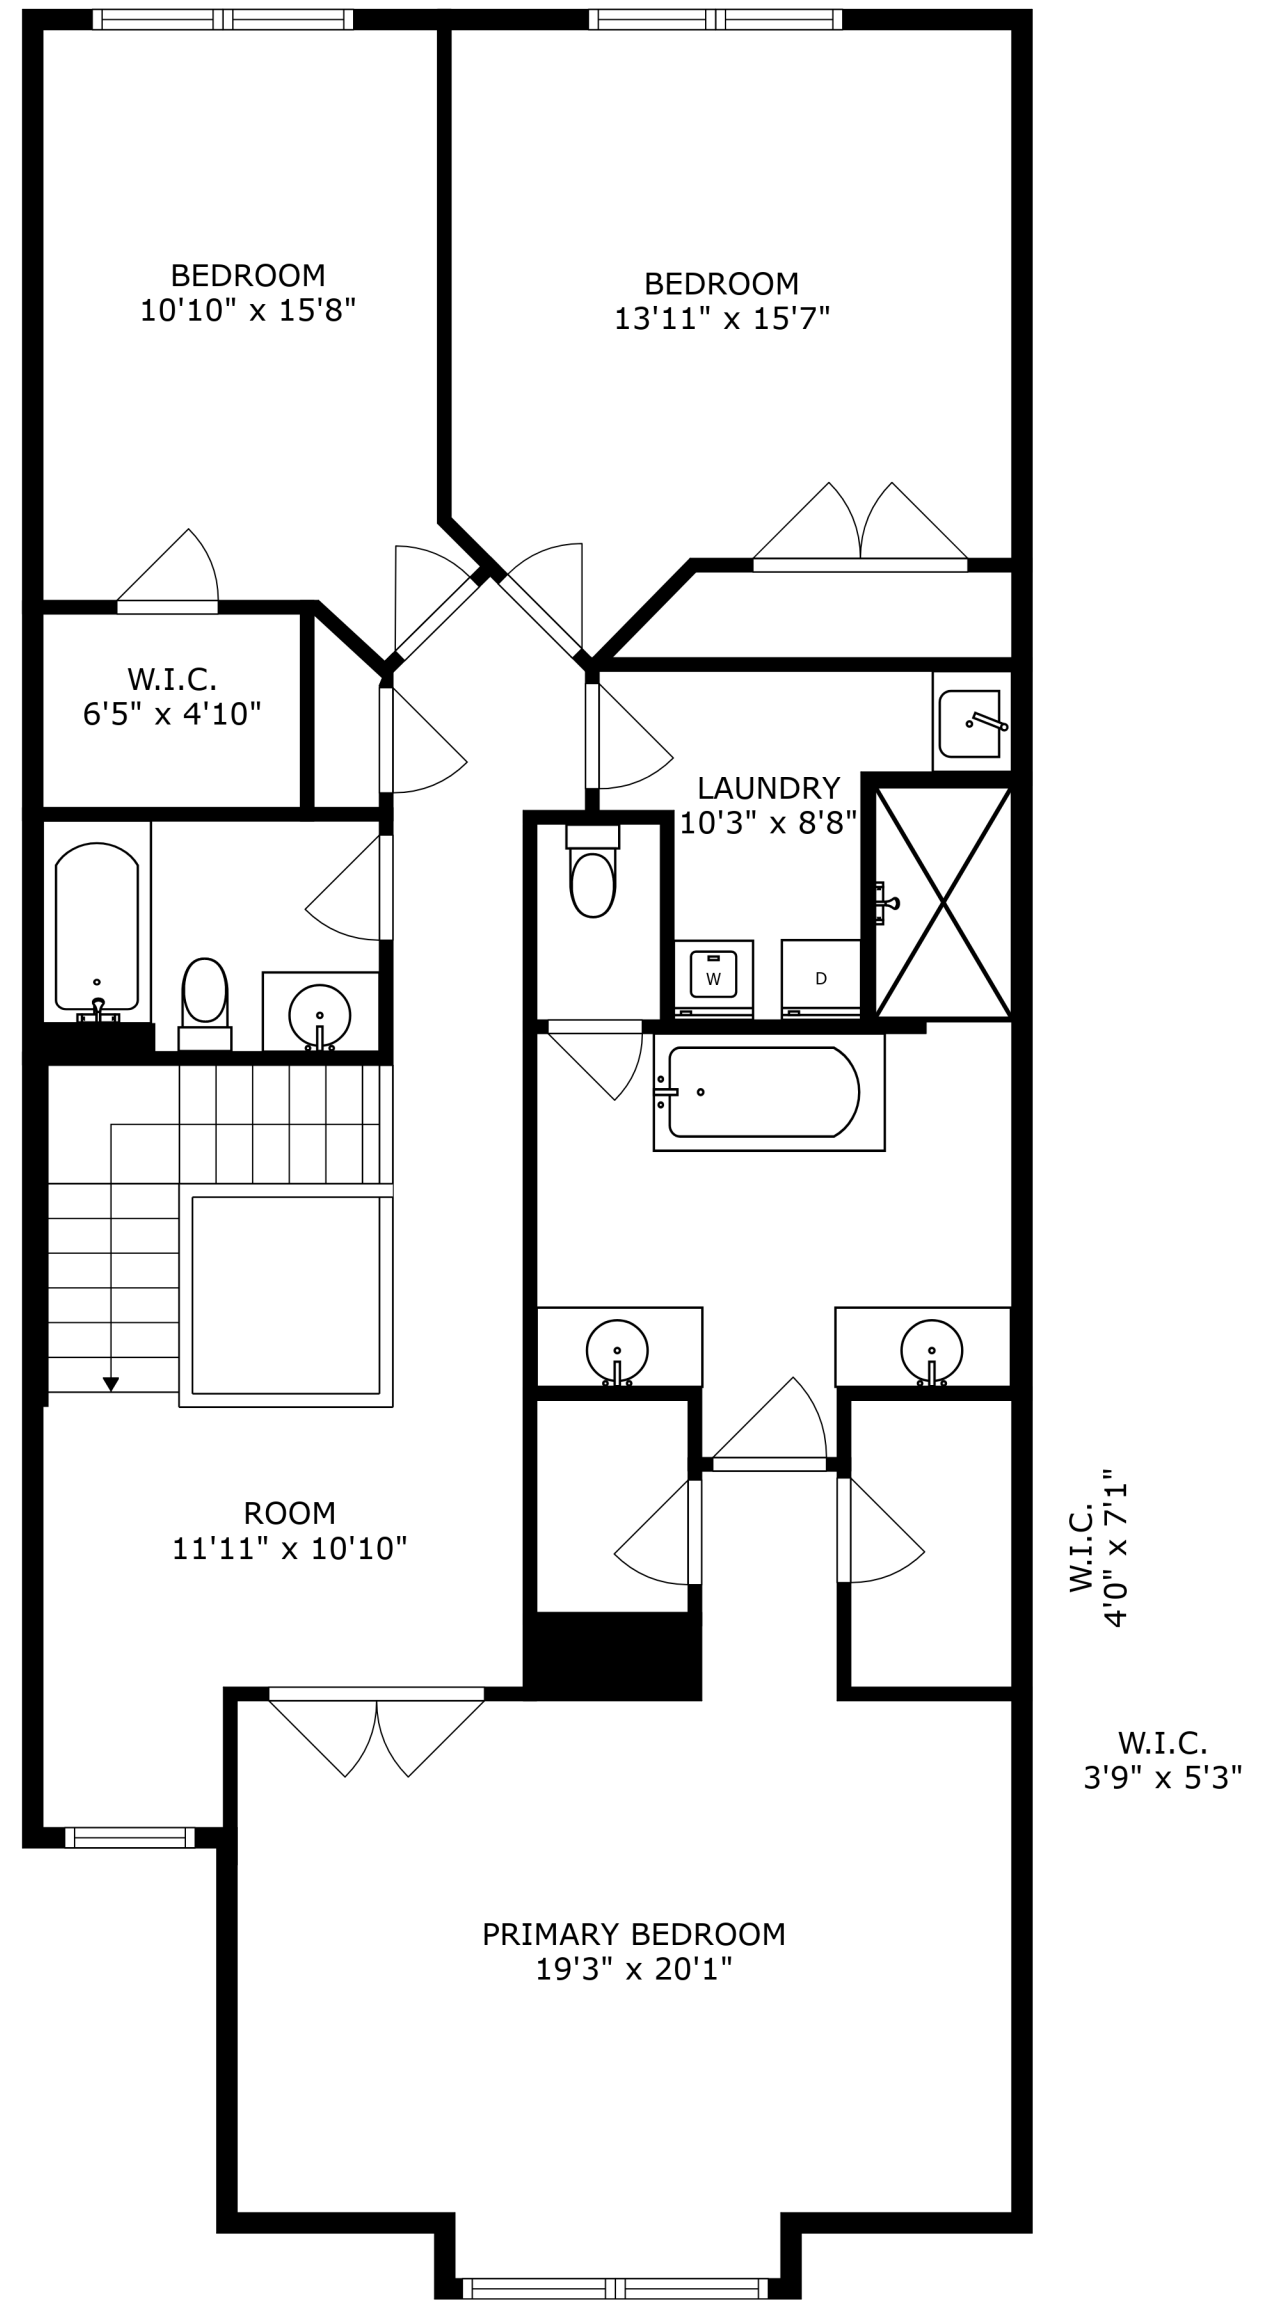 BEDROOM
10'10" x 15'8"
BEDROOM
13'11" x 15'7"
W.I.C.
6'5" x 4'10"
LAUNDRY
10'3" x 8'8"
W
D
ROOM
11'11" x 10'10"
W.I.C.
4'0" x 7'1"
W.I.C.
3'9" x 5'3"
PRIMARY BEDROOM
19'3" x 20'1"